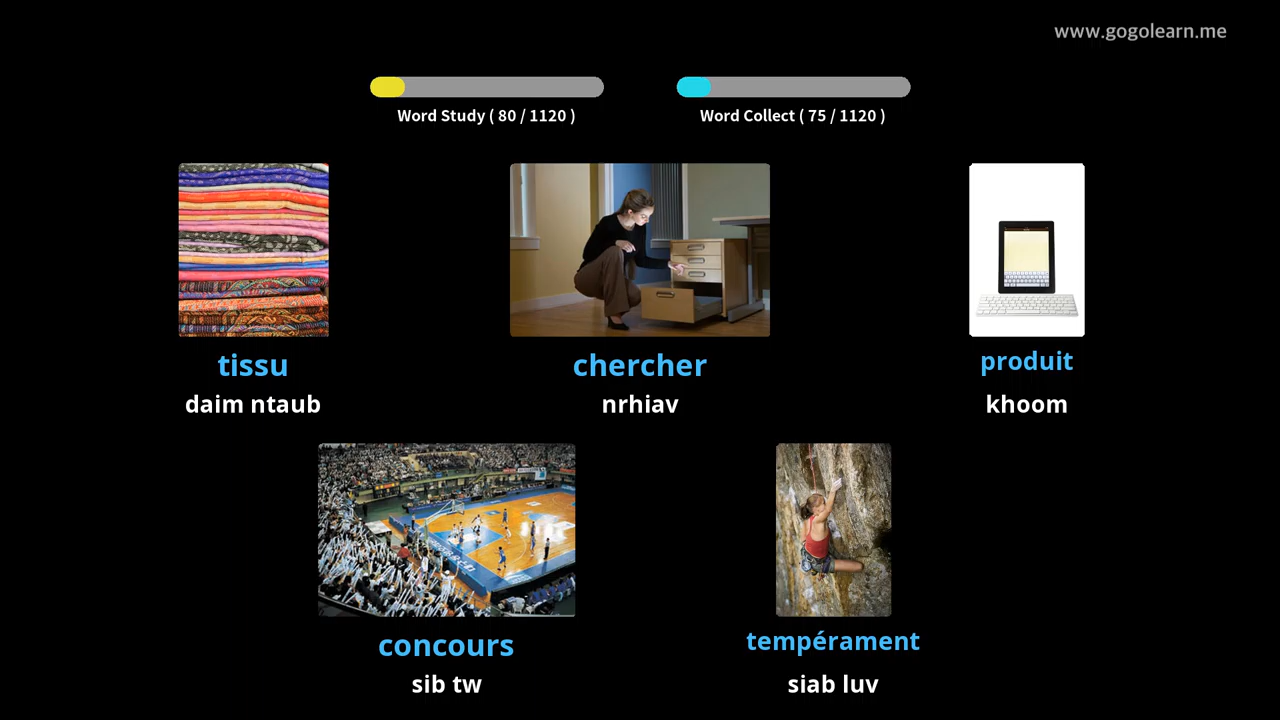 www.gogolearn.me
Word Study ( 80 / 1120 )
Word Collect ( 75 / 1120 )
tissu
daim ntaub
chercher
nrhiav
produit
khoom
concours
sib tw
tempérament
siab luv